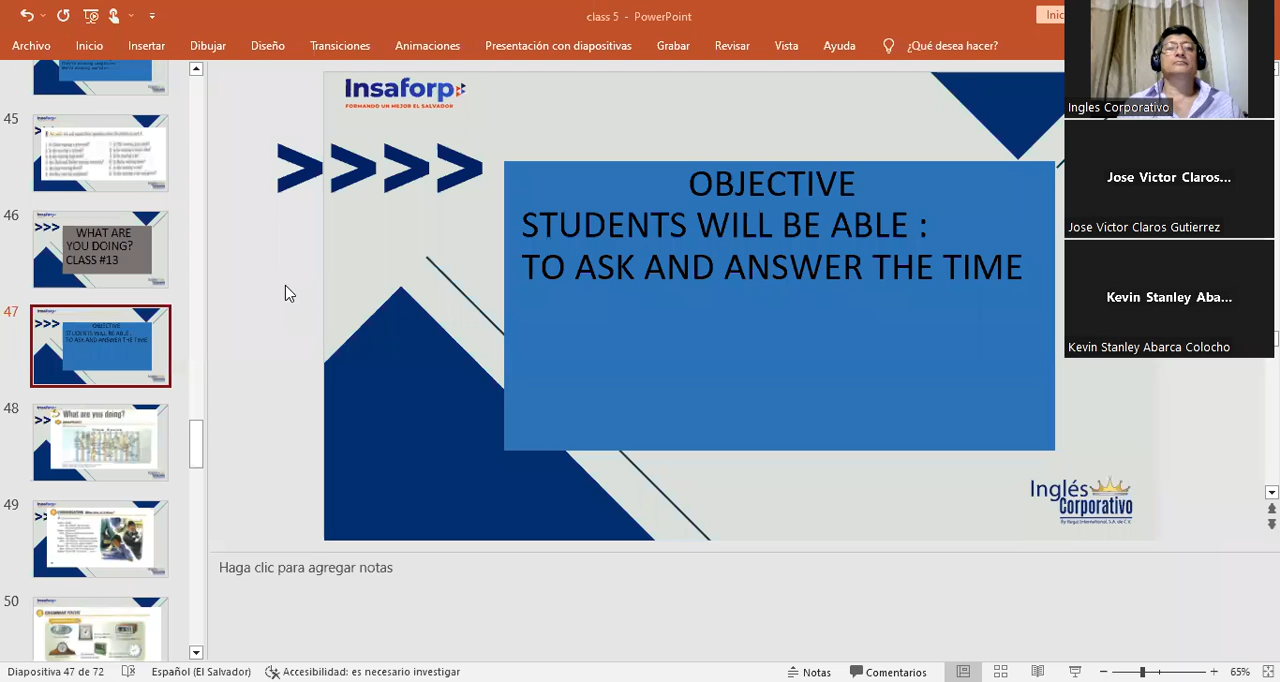 class 5 - PowerPoint
Inic
Archivo Inicio Insertar Dibujar Diseño Transiciones Animaciones Presentación con diapositivas Grabar Revisar Vista Ayuda ¿Qué desea hacer?
Ingles Corporativo
Jose Victor Claros...
Jose Victor Claros Gutierrez
Kevin Stanley Aba...
Kevin Stanley Abarca Colocho
45
46
WHAT ARE
YOU DOING?
CLASS #13
47
OBJECTIVE
STUDENTS WILL BE ABLE :
TO ASK AND ANSWER THE TIME
48
What are you doing?
49
50
Insaforp
FORMANDO UN MEJOR EL SALVADOR
OBJECTIVE
STUDENTS WILL BE ABLE :
TO ASK AND ANSWER THE TIME
Inglés
Corporativo
Haga clic para agregar notas
Diapositiva 47 de 72 Español (El Salvador) Accesibilidad: es necesario investigar Notas Comentarios 65%